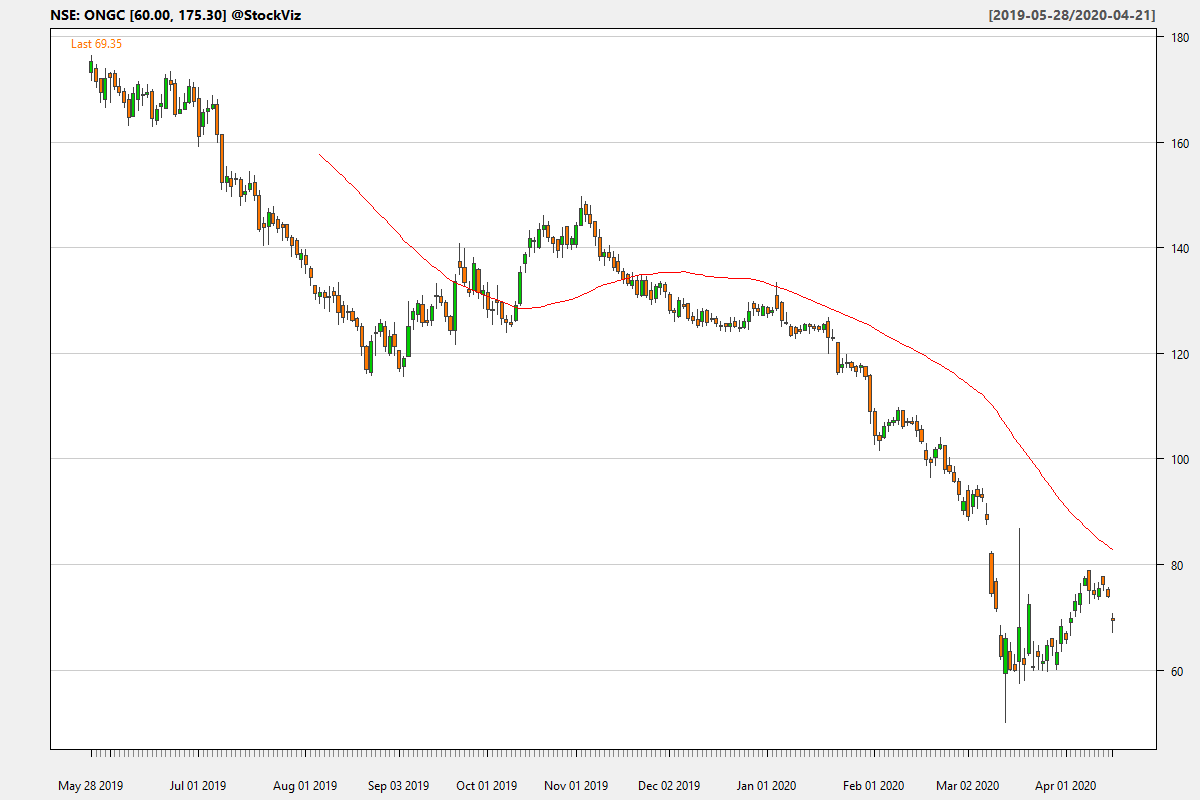 NSE: ONGC [60.00, 175.30] @StockViz
[2019-05-28/2020-04-21]
Last 69.35
180
160
140
120
100
80
60
May 28 2019 Jul 01 2019 Aug 01 2019 Sep 03 2019 Oct 01 2019 Nov 01 2019 Dec 02 2019 Jan 01 2020 Feb 01 2020 Mar 02 2020 Apr 01 2020